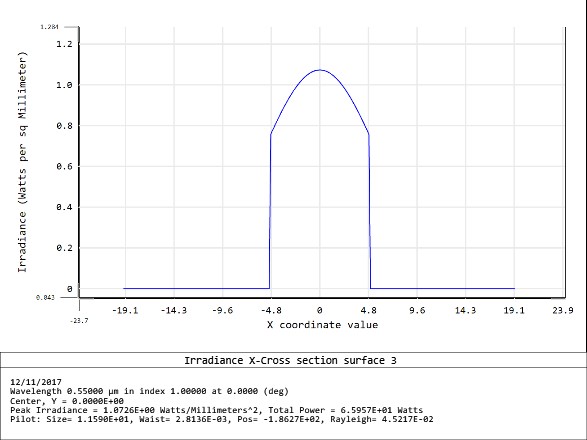 1.284
1.2
1.0
0.8
0.6
0.4
0.2
0
0.043
Irradiance (Watts per sq Millimeter)
-23.7
-19.1 -14.3 -9.6 -4.8 0 4.8 9.6 14.3 19.1 23.9
X coordinate value
Irradiance X-Cross section surface 3
12/11/2017
Wavelength 0.55000 µm in index 1.00000 at 0.0000 (deg)
Center, Y = 0.0000E+00
Peak Irradiance = 1.0726E+00 Watts/Millimeters^2, Total Power = 6.5957E+01 Watts
Pilot: Size= 1.1590E+01, Waist= 2.8136E-03, Pos= -1.8627E+02, Rayleigh= 4.5217E-02